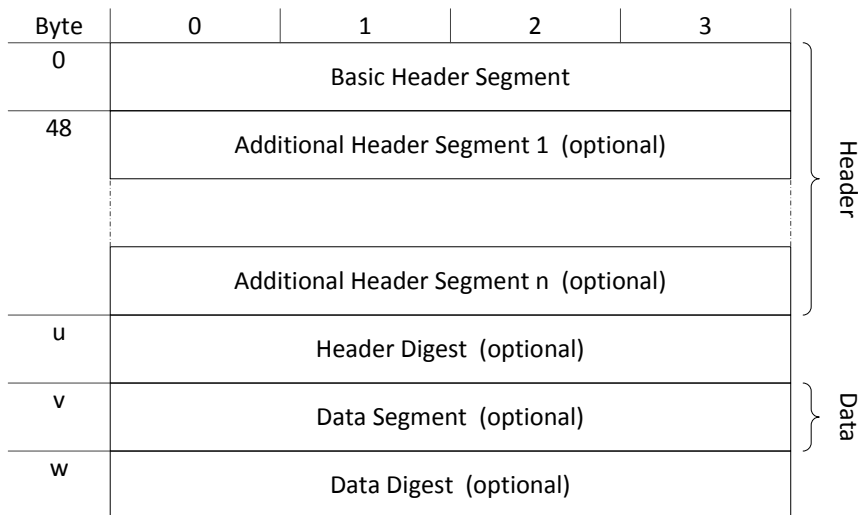 Byte 0 1 2 3
0 Basic Header Segment
48 Additional Header Segment 1 (optional)
Header
Additional Header Segment n (optional)
u Header Digest (optional)
v Data Segment (optional)
Data
w Data Digest (optional)